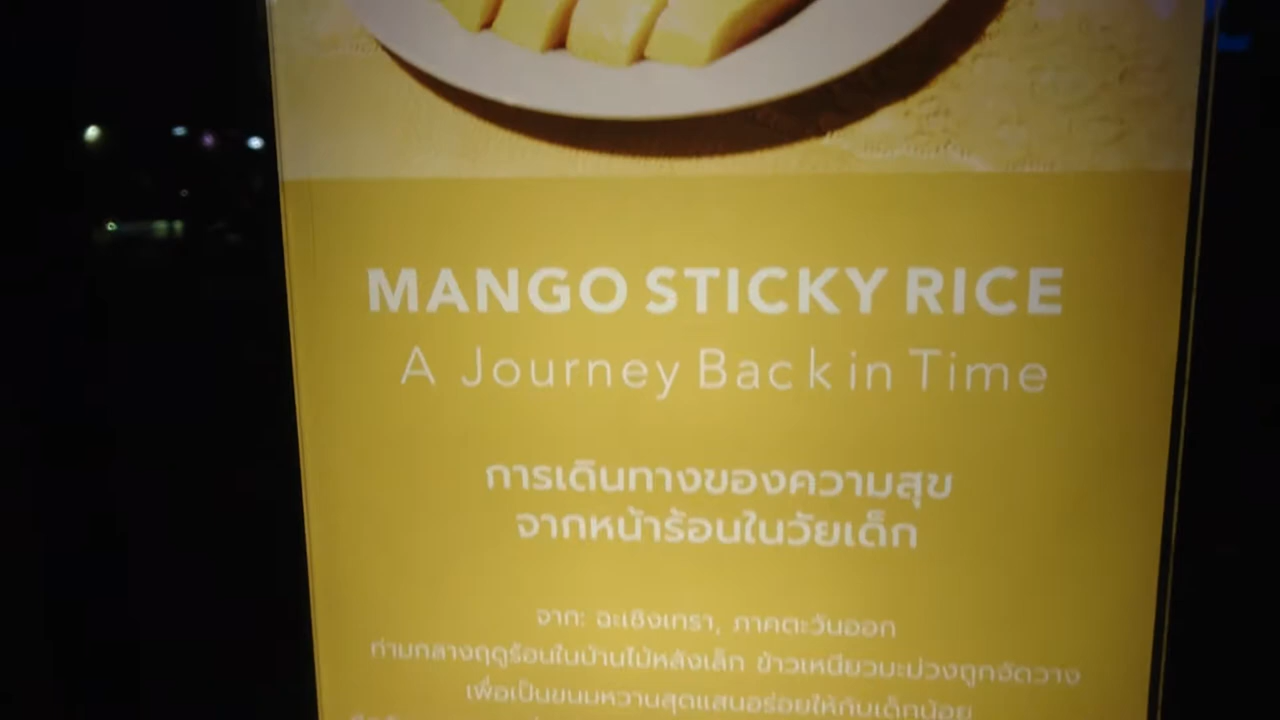 MANGO STICKY RICE
A Journey Back in Time
การเดินทางของความสุข
จากหน้าร้อนในวัยเด็ก
จาก: ฉะเชิงเทรา, ภาคตะวันออก
ท่ามกลางฤดูร้อนในบ้านไม้หลังเล็ก ข้าวเหนียวมะม่วงถูกจัดวาง
เพื่อเป็นขนมหวานสุดแสนอร่อยให้กับเด็กน้อย